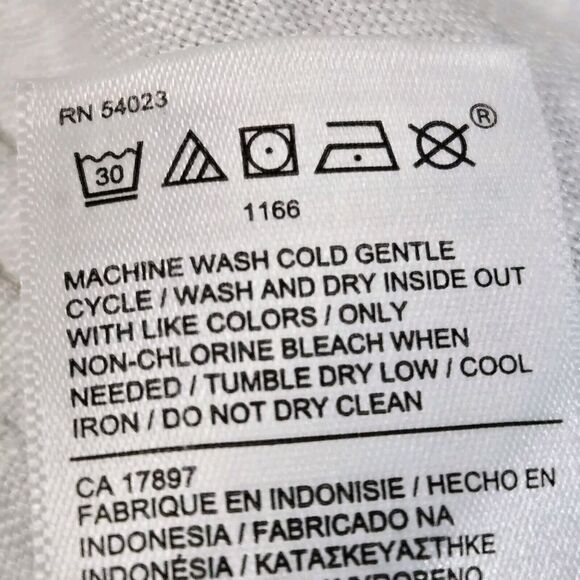 RN 54023
30
®
1166
MACHINE WASH COLD GENTLE
CYCLE / WASH AND DRY INSIDE OUT
WITH LIKE COLORS / ONLY
NON-CHLORINE BLEACH WHEN
NEEDED / TUMBLE DRY LOW / COOL
IRON / DO NOT DRY CLEAN
CA 17897
FABRIQUE EN INDONISIE / HECHO EN
INDONESIA / FABRICADO NA
INDONÉSIA / ΚΑΤΑΣΚΕΥΑΣΤΗΚΕ